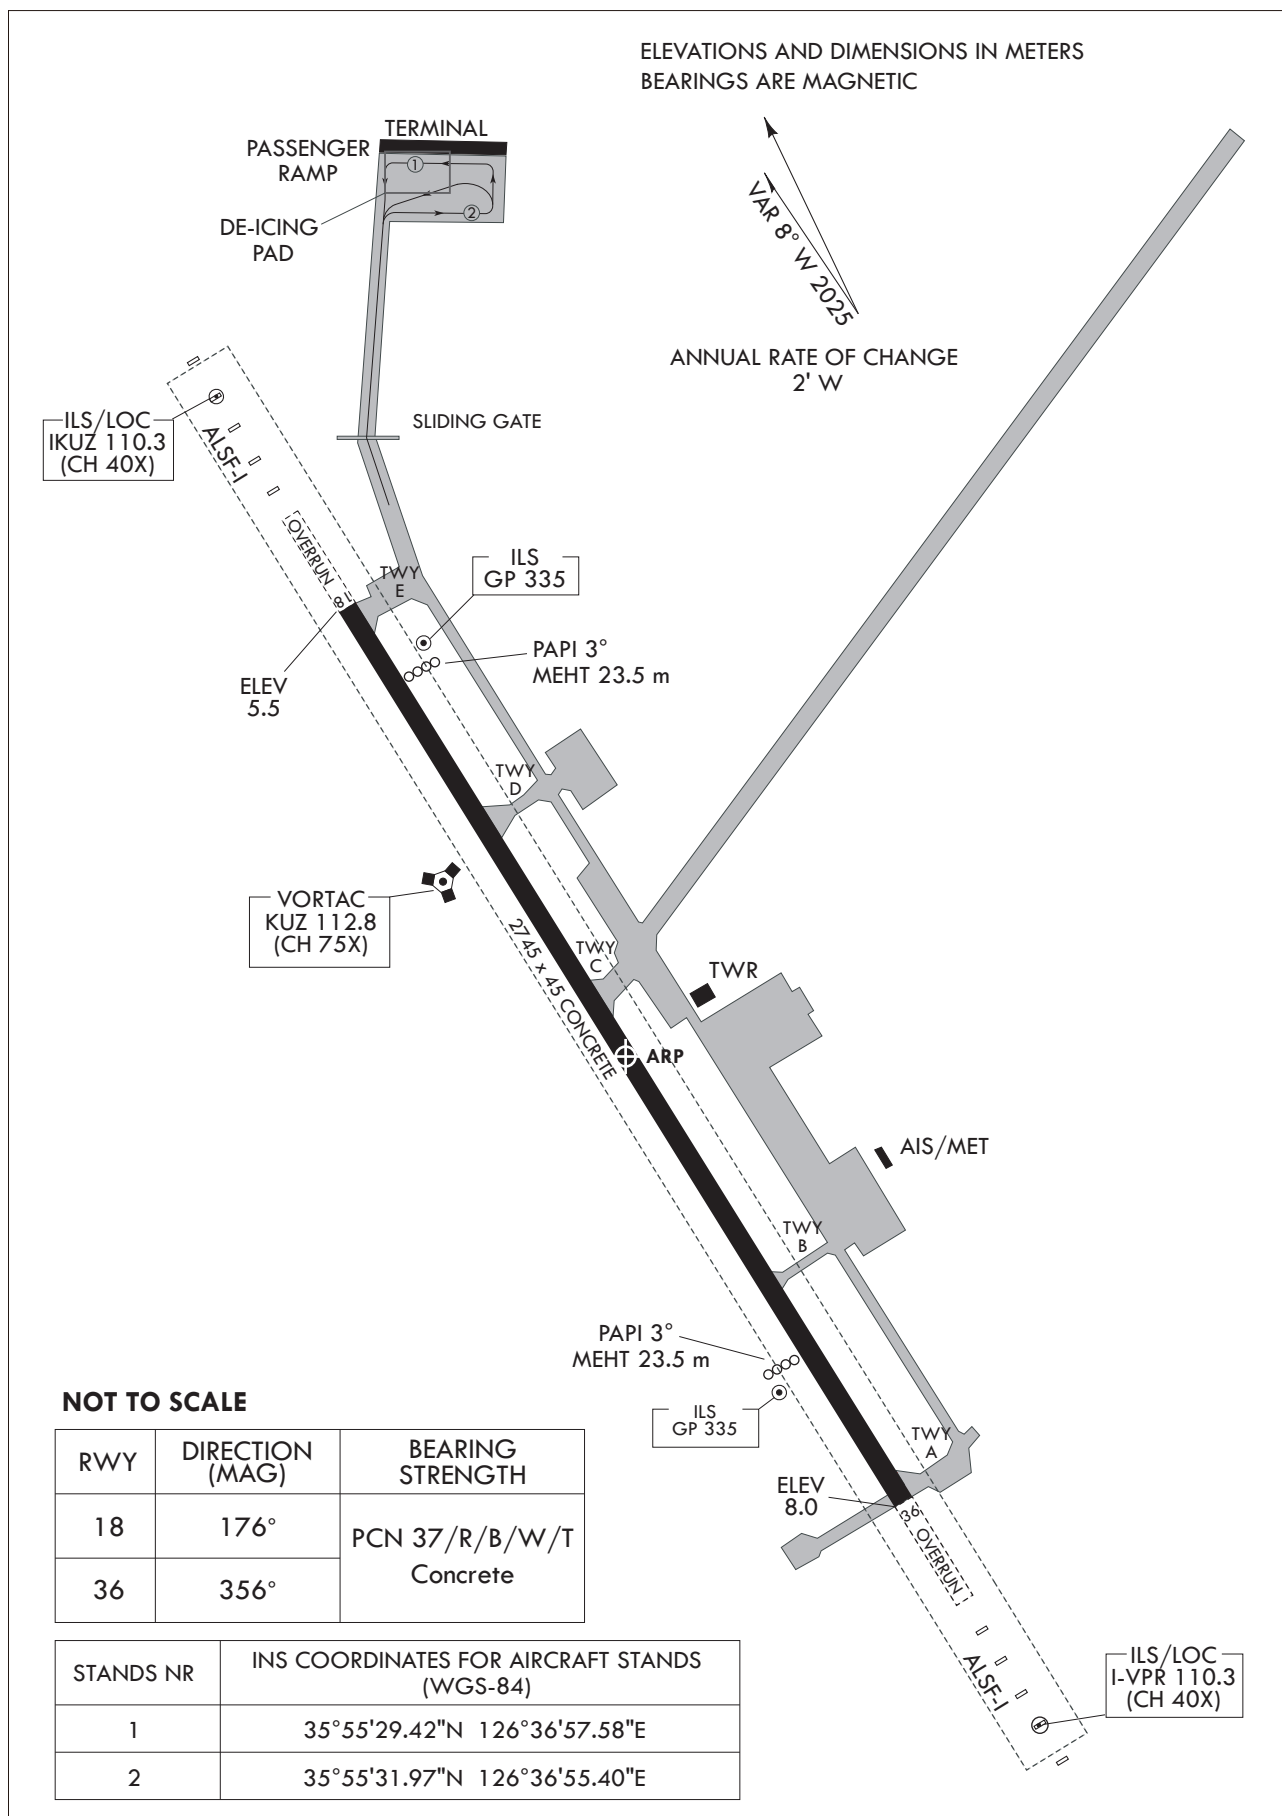 ELEVATIONS AND DIMENSIONS IN METERS
BEARINGS ARE MAGNETIC
TERMINAL
PASSENGER
RAMP
1
2
DE-ICING
PAD
VAR 8° W 2025
ANNUAL RATE OF CHANGE
2' W
SLIDING GATE
ILS/LOC
IKUZ 110.3
(CH 40X)
ALSF-I
OVERRUN
18
TWY
E
ILS
GP 335
PAPI 3°
MEHT 23.5 m
ELEV
5.5
TWY
D
VORTAC
KUZ 112.8
(CH 75X)
2745 x 45 CONCRETE
TWY
C
TWR
ARP
AIS/MET
TWY
B
PAPI 3°
MEHT 23.5 m
ILS
GP 335
TWY
A
ELEV
8.0
36
OVERRUN
ALSF-I
ILS/LOC
I-VPR 110.3
(CH 40X)
NOT TO SCALE
RWY
DIRECTION
(MAG)
BEARING
STRENGTH
18
176°
PCN 37/R/B/W/T
Concrete
36
356°
STANDS NR
INS COORDINATES FOR AIRCRAFT STANDS
(WGS-84)
1
35°55'29.42"N 126°36'57.58"E
2
35°55'31.97"N 126°36'55.40"E